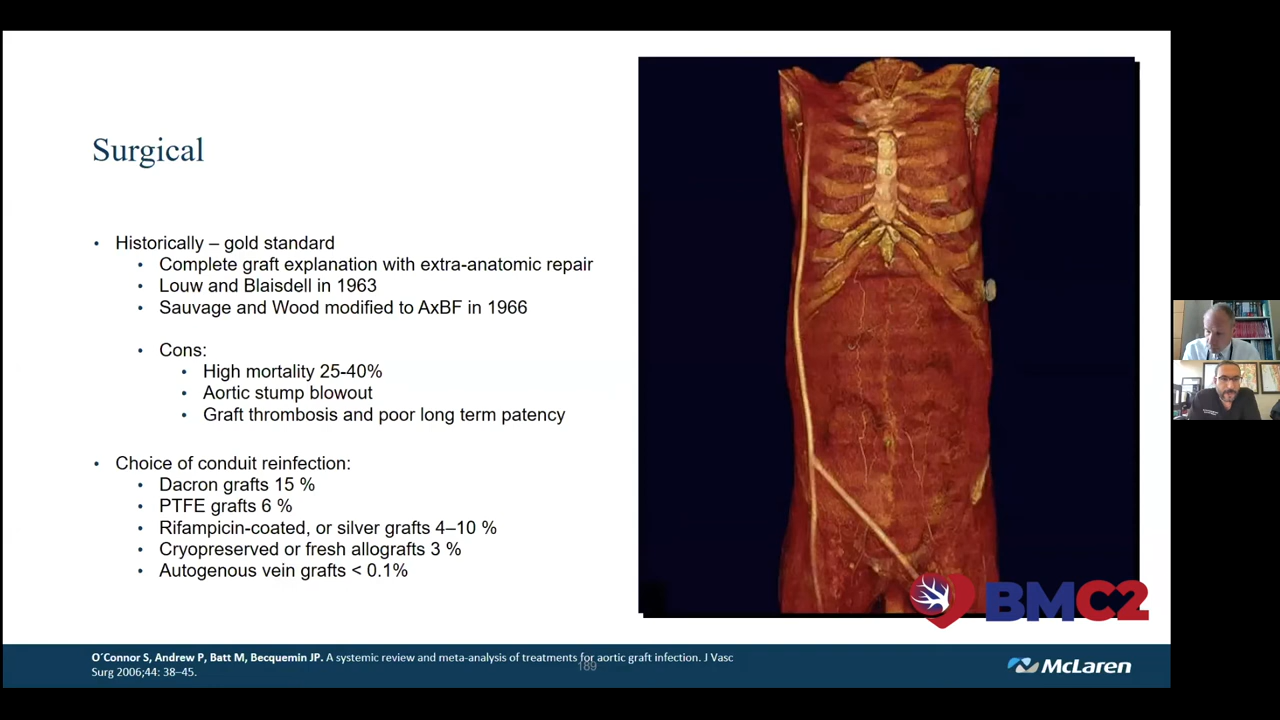 Surgical
• Historically – gold standard
• Complete graft explanation with extra-anatomic repair
• Louw and Blaisdell in 1963
• Sauvage and Wood modified to AxBF in 1966
• Cons:
• High mortality 25-40%
• Aortic stump blowout
• Graft thrombosis and poor long term patency
• Choice of conduit reinfection:
• Dacron grafts 15 %
• PTFE grafts 6 %
• Rifampicin-coated, or silver grafts 4–10 %
• Cryopreserved or fresh allografts 3 %
• Autogenous vein grafts < 0.1%
BMC2
O´Connor S, Andrew P, Batt M, Becquemin JP. A systemic review and meta-analysis of treatments for aortic graft infection. J Vasc
Surg 2006;44: 38–45.
189
McLaren